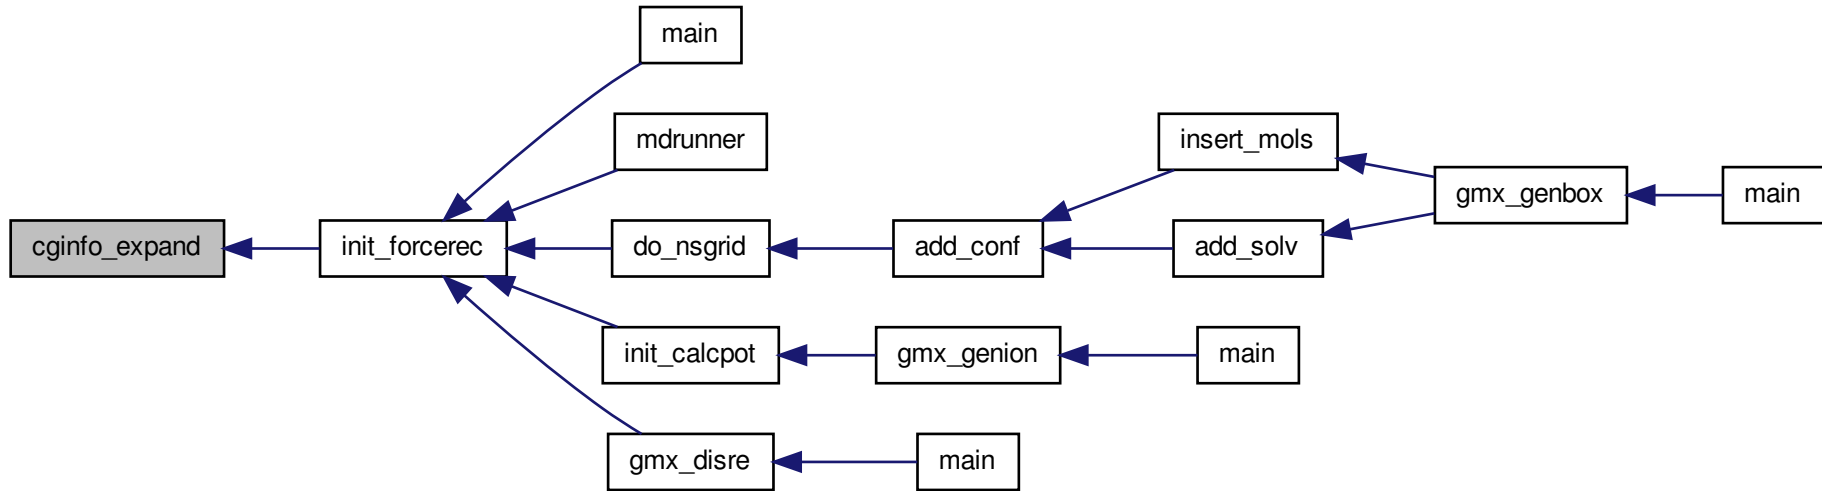 main
mdrunner
insert_mols
gmx_genbox
main
cginfo_expand
init_forcerec
do_nsgrid
add_conf
add_solv
init_calcpot
gmx_genion
main
gmx_disre
main